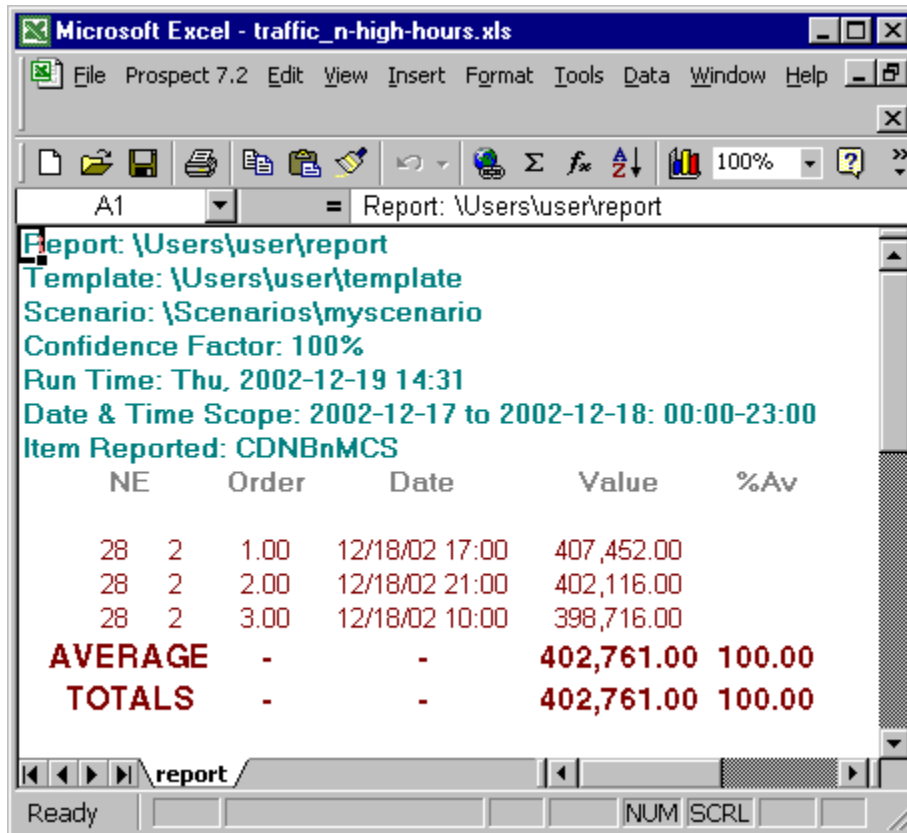 Microsoft Excel - traffic_n-high-hours.xls
File Prospect 7.2 Edit View Insert Format Tools Data Window Help
100%
A1 = Report: \Users\user\report
Report: \Users\user\report
Template: \Users\user\template
Scenario: \Scenarios\myscenario
Confidence Factor: 100%
Run Time: Thu, 2002-12-19 14:31
Date & Time Scope: 2002-12-17 to 2002-12-18: 00:00-23:00
Item Reported: CDNBnMCS
NE Order Date Value %Av
28 2 1.00 12/18/02 17:00 407,452.00
28 2 2.00 12/18/02 21:00 402,116.00
28 2 3.00 12/18/02 10:00 398,716.00
AVERAGE - - 402,761.00 100.00
TOTALS - - 402,761.00 100.00
report
Ready NUM SCRL